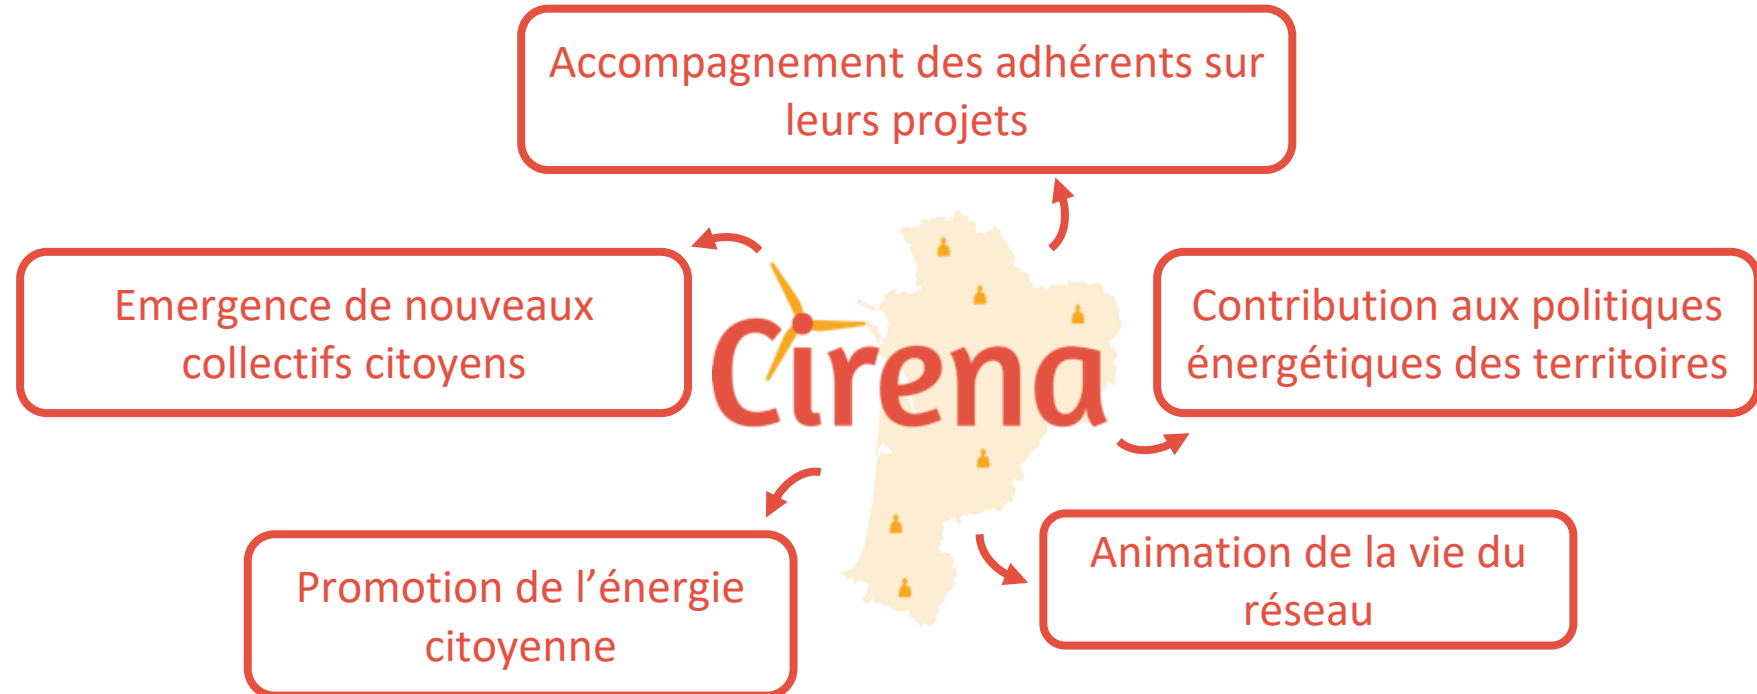 Accompagnement des adhérents sur
leurs projets
Emergence de nouveaux
collectifs citoyens
Cirena
Contribution aux politiques
énergétiques des territoires
Promotion de l’énergie
citoyenne
Animation de la vie du
réseau